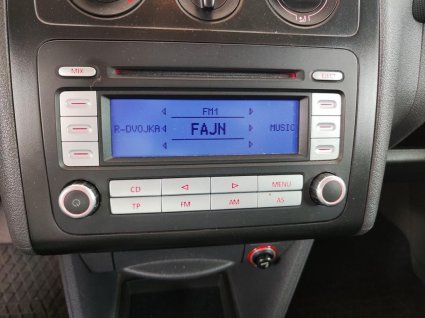 MIX
FM1
R-DVOJKA FAJN MUSIC
CD MENU
TP FM AM AS